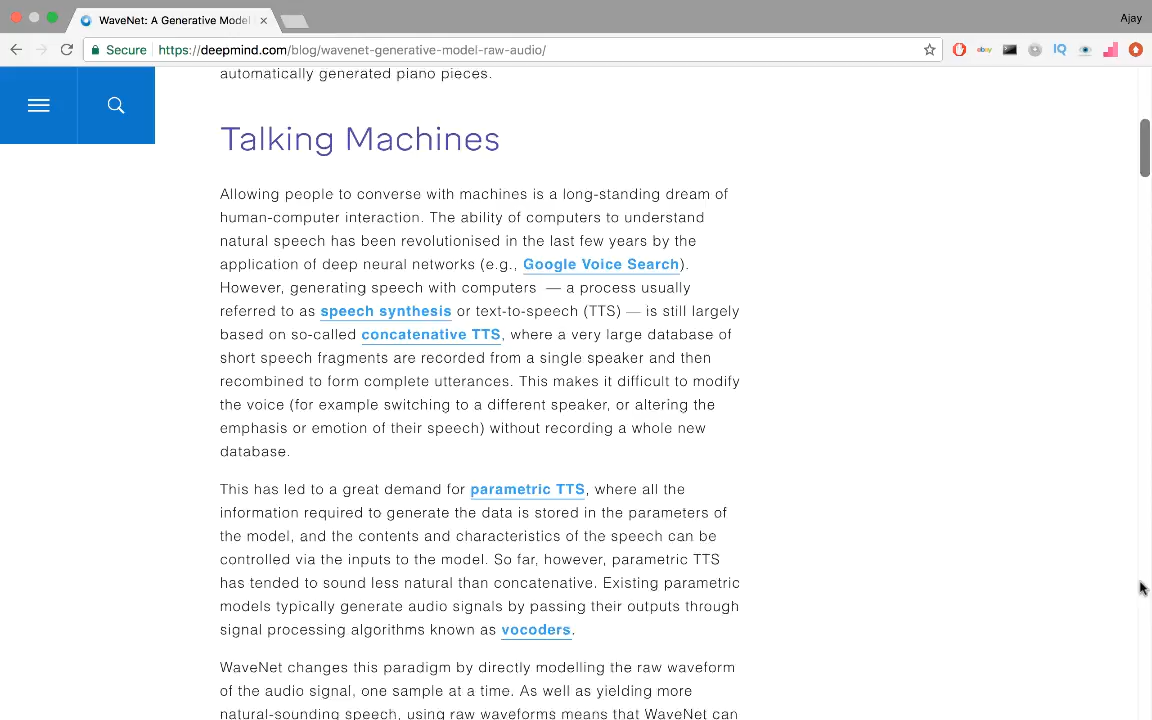 WaveNet: A Generative Model
Ajay
Secure
https://deepmind.com/blog/wavenet-generative-model-raw-audio/
ebay
IQ
automatically generated piano pieces.
Talking Machines
Allowing people to converse with machines is a long-standing dream of
human-computer interaction. The ability of computers to understand
natural speech has been revolutionised in the last few years by the
application of deep neural networks (e.g., Google Voice Search).
However, generating speech with computers — a process usually
referred to as speech synthesis or text-to-speech (TTS) — is still largely
based on so-called concatenative TTS, where a very large database of
short speech fragments are recorded from a single speaker and then
recombined to form complete utterances. This makes it difficult to modify
the voice (for example switching to a different speaker, or altering the
emphasis or emotion of their speech) without recording a whole new
database.
This has led to a great demand for parametric TTS, where all the
information required to generate the data is stored in the parameters of
the model, and the contents and characteristics of the speech can be
controlled via the inputs to the model. So far, however, parametric TTS
has tended to sound less natural than concatenative. Existing parametric
models typically generate audio signals by passing their outputs through
signal processing algorithms known as vocoders.
WaveNet changes this paradigm by directly modelling the raw waveform
of the audio signal, one sample at a time. As well as yielding more
natural-sounding speech, using raw waveforms means that WaveNet can